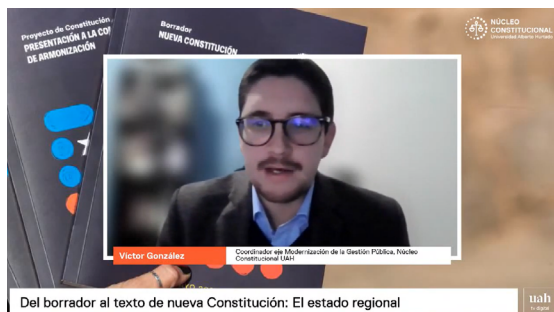 Proyecto de Constitución
PRESENTACIÓN A LA
DE ARMONIZACIÓN
Borrador
NUEVA CONSTITUCIÓN
NÚCLEO
CONSTITUCIONAL
Universidad Alberto Hurtado
Víctor González
Coordinador eje Modernización de la Gestión Pública, Núcleo
Constitucional UAH
Del borrador al texto de nueva Constitución: El estado regional
uah
tv digital